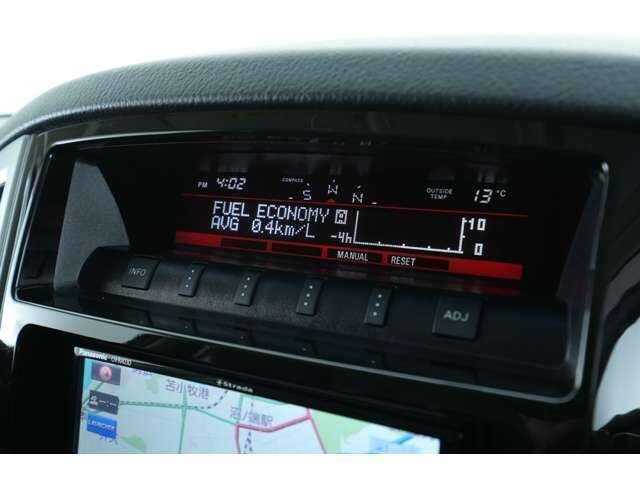 PM 4:02 COMPASS OUTSIDE TEMP 13°C
S W N
FUEL ECONOMY 10
AVG 0.4km/L -4h 0
MANUAL RESET
INFO ADJ
Panasonic Strada
苫小牧港 沼ノ端駅
--:--
LAUNCHER